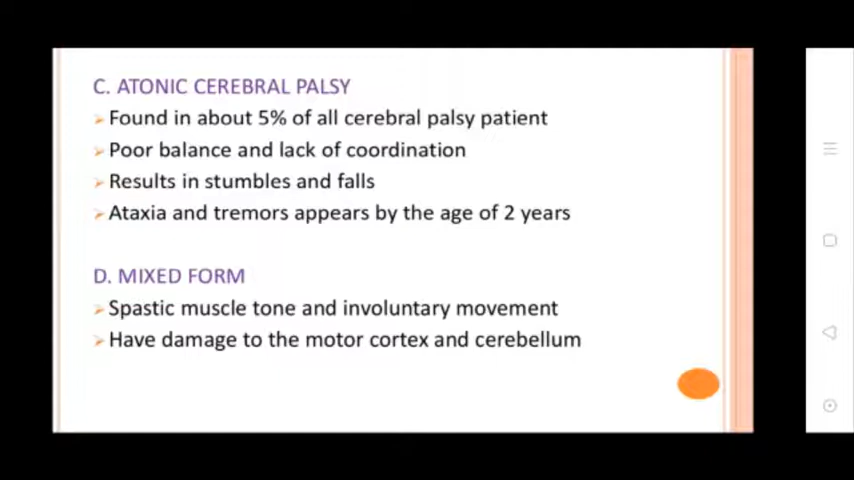 C. ATONIC CEREBRAL PALSY
Found in about 5% of all cerebral palsy patient
Poor balance and lack of coordination
Results in stumbles and falls
Ataxia and tremors appears by the age of 2 years
D. MIXED FORM
Spastic muscle tone and involuntary movement
Have damage to the motor cortex and cerebellum